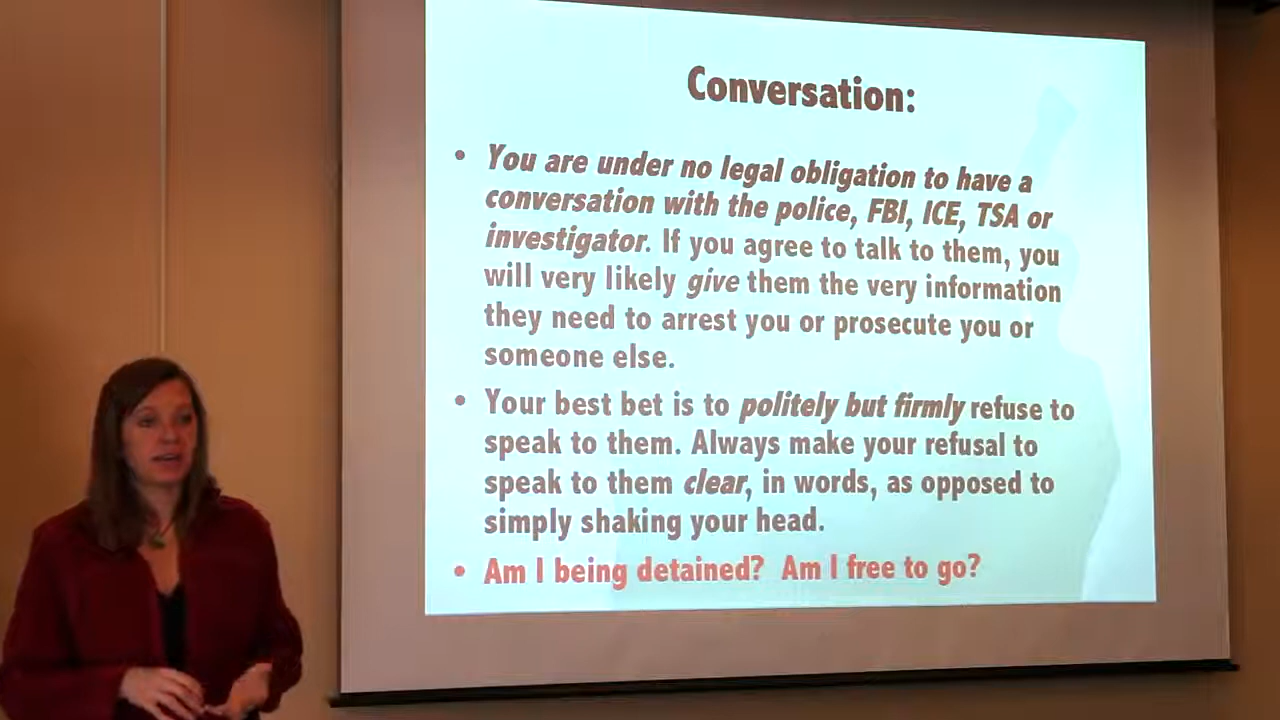 Conversation:
• You are under no legal obligation to have a
conversation with the police, FBI, ICE, TSA or
investigator. If you agree to talk to them, you
will very likely give them the very information
they need to arrest you or prosecute you or
someone else.
• Your best bet is to politely but firmly refuse to
speak to them. Always make your refusal to
speak to them clear, in words, as opposed to
simply shaking your head.
• Am I being detained? Am I free to go?